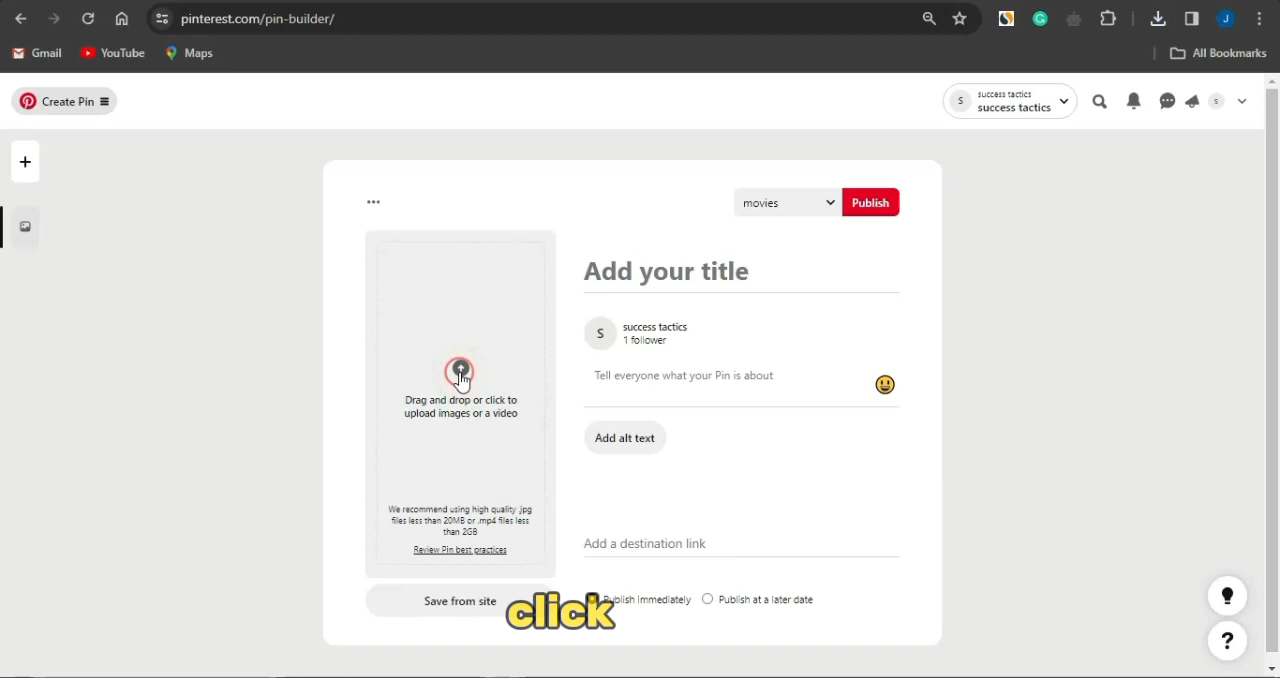 pinterest.com/pin-builder/
J
Gmail YouTube Maps
All Bookmarks
Create Pin
S success tactics
success tactics
S
movies
Publish
Add your title
S
success tactics
1 follower
Tell everyone what your Pin is about
Drag and drop or click to
upload images or a video
Add alt text
We recommend using high quality .jpg
files less than 20MB or .mp4 files less
than 2GB
Review Pin best practices
Add a destination link
Save from site
Publish immediately
Publish at a later date
click
?